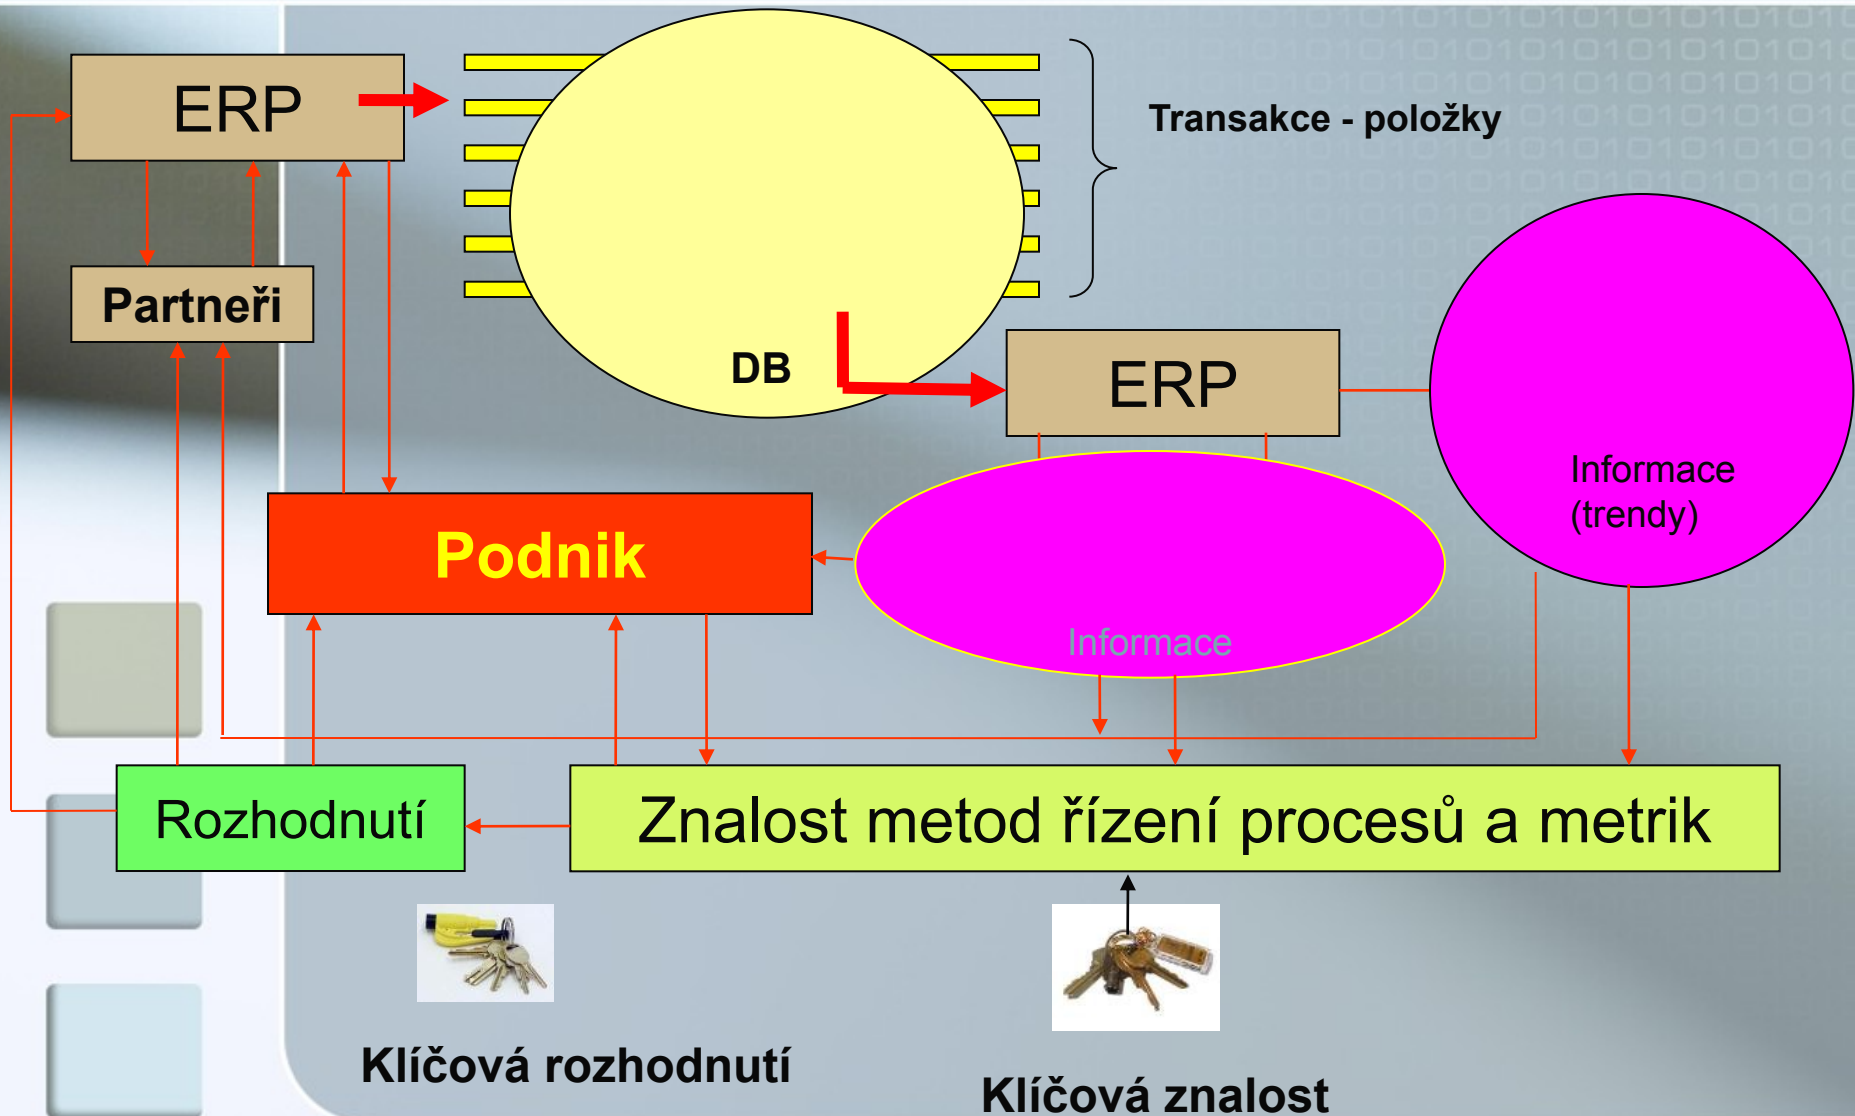 ERP
Transakce - položky
Partneři
DB
ERP
Informace
(trendy)
Podnik
Informace
Rozhodnutí
Znalost metod řízení procesů a metrik
Klíčová rozhodnutí
Klíčová znalost